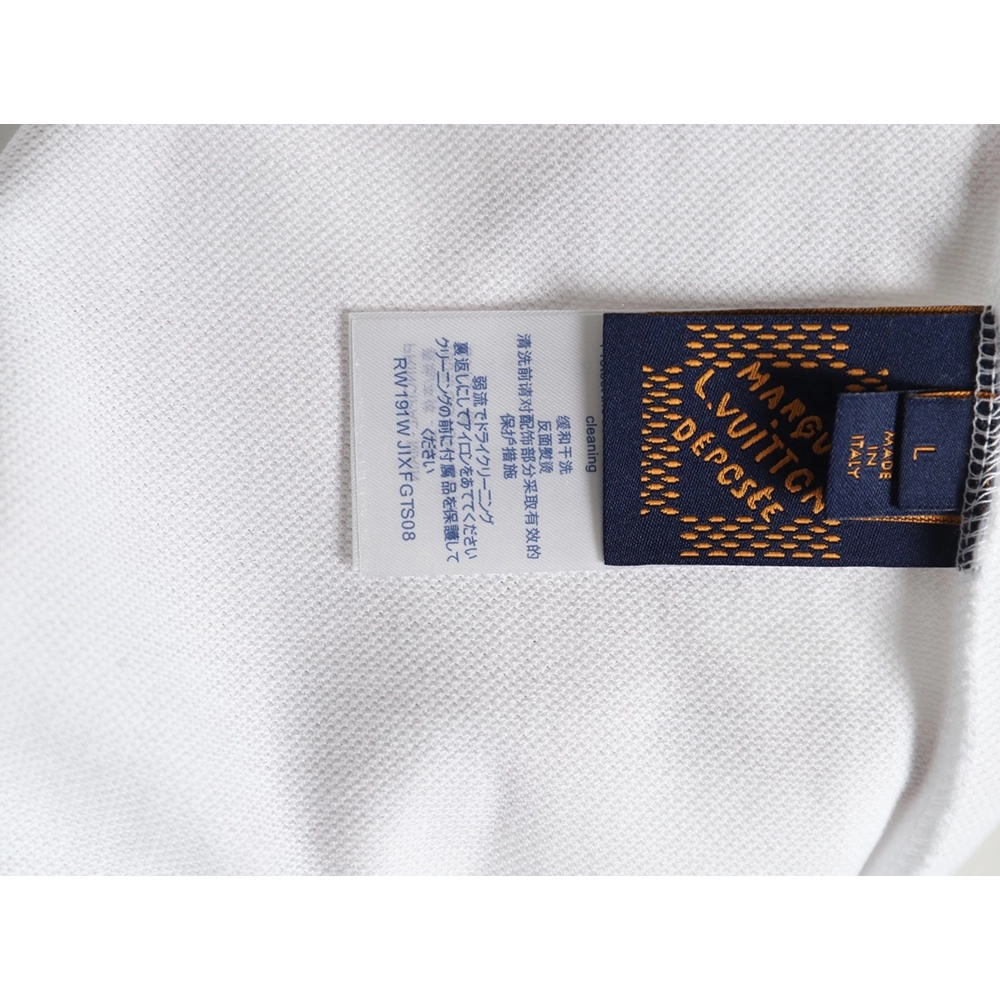 cleaning
缓和干洗
反面熨烫
清洗前请对配饰部分采取有效的
保护措施
弱流でドライクリーニング
裏返しにしてアイロンをあててください
クリーニングの前に付属品を保護して
ください
RW191WJIXFGTS08
MARQU
L.VUITTON
DEPOSÉE
MADE
IN
ITALY
L